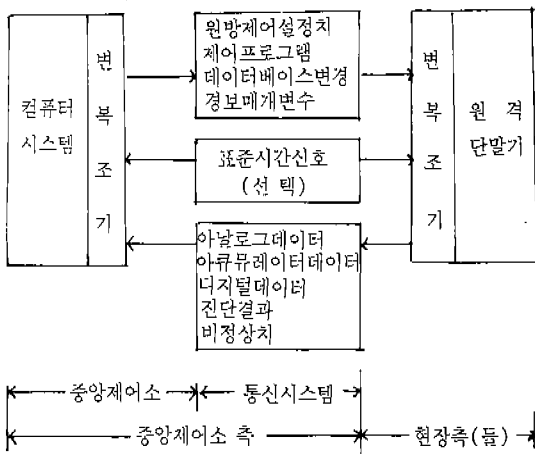 컴퓨터
시스템
변
복
조
기
원방제어설정치
제어프로그램
데이터베이스변경
경보매개변수
표준시간신호
(선 택)
아날로그데이터
아큐뮤레이터데이터
디지털데이터
진단결과
비정상치
변
복
조
기
원 격
단말기
중앙제어소
통신시스템
중앙제어소 측
현장측(들)